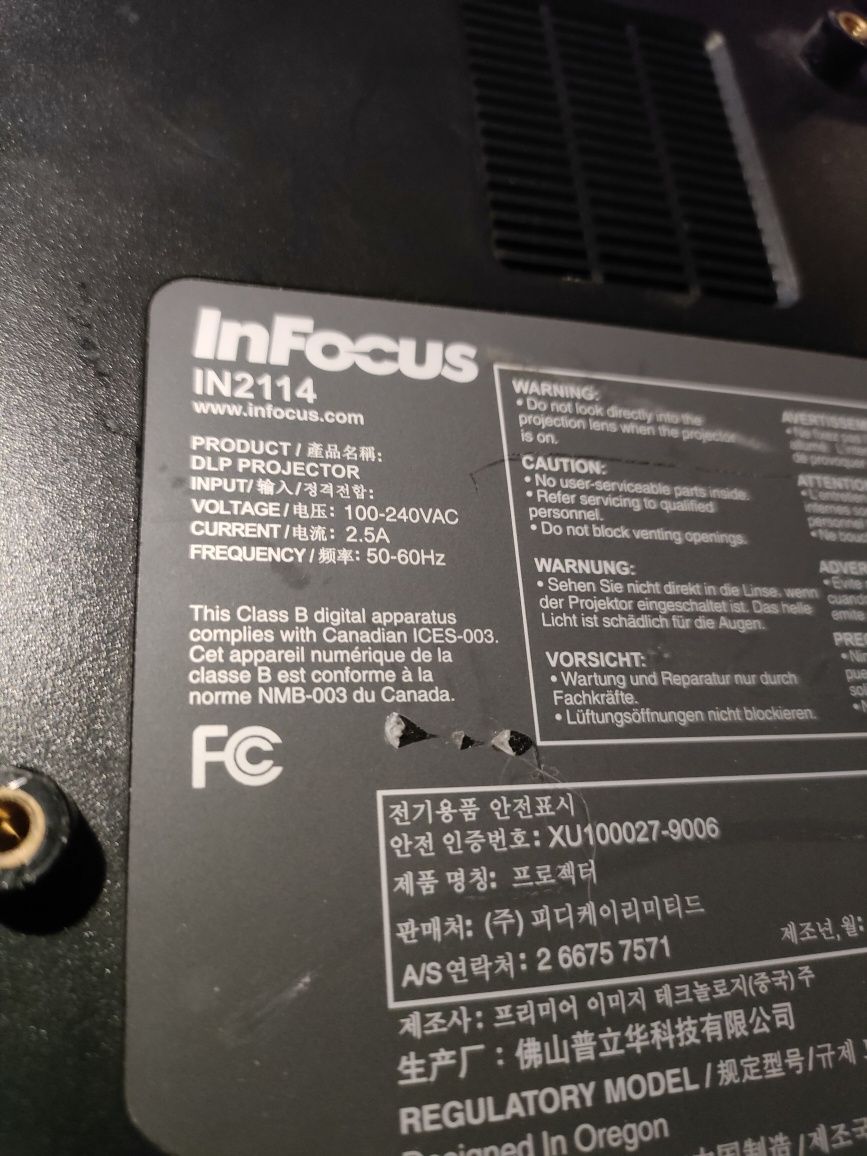 InFocus
IN2114
www.infocus.com
PRODUCT / 產品名稱:
DLP PROJECTOR
INPUT/ 輸入 /정격전함:
VOLTAGE / 电压: 100-240VAC
CURRENT / 电流: 2.5A
FREQUENCY / 频率: 50-60Hz
This Class B digital apparatus
complies with Canadian ICES-003.
Cet appareil numérique de la
classe B est conforme à la
norme NMB-003 du Canada.
FC
WARNING:
• Do not look directly into the
projection lens when the projector
is on.
CAUTION:
• No user-serviceable parts inside.
• Refer servicing to qualified
personnel.
• Do not block venting openings.
WARNUNG:
• Sehen Sie nicht direkt in die Linse, wenn
der Projektor eingeschaltet ist. Das helle
Licht ist schädlich für die Augen.
VORSICHT:
• Wartung und Reparatur nur durch
Fachkräfte.
• Lüftungsöffnungen nicht blockieren.
전기용품 안전표시
안전 인증번호: XU100027-9006
제품 명칭: 프로젝터
판매처: (주) 피디케이리미티드
A/S 연락처: 2 6675 7571
제조년,월:
제조사: 프리미어 이미지 테크놀로지(중국) 주
生产厂: 佛山普立华科技有限公司
REGULATORY MODEL / 规定型号 / 규제
Designed In Oregon